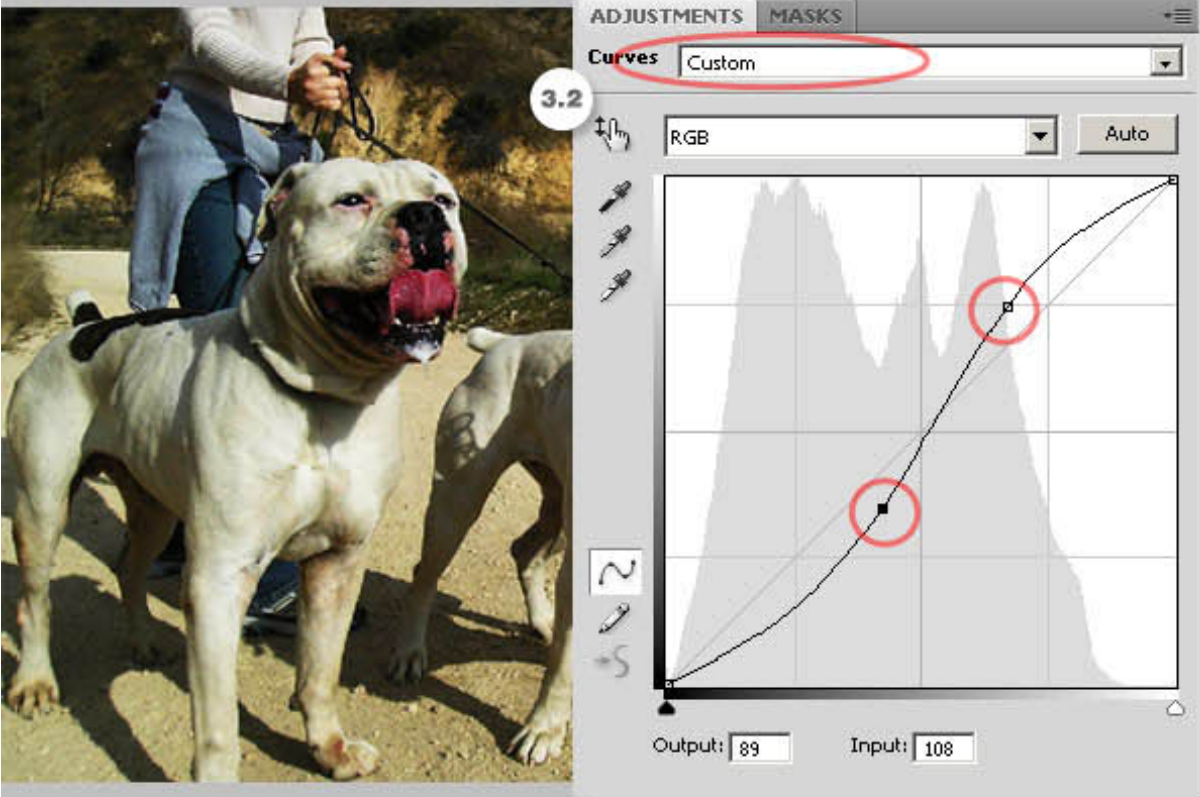 ADJUSTMENTS MASKS
Curves Custom
3.2
RGB Auto
Output: 89 Input: 108